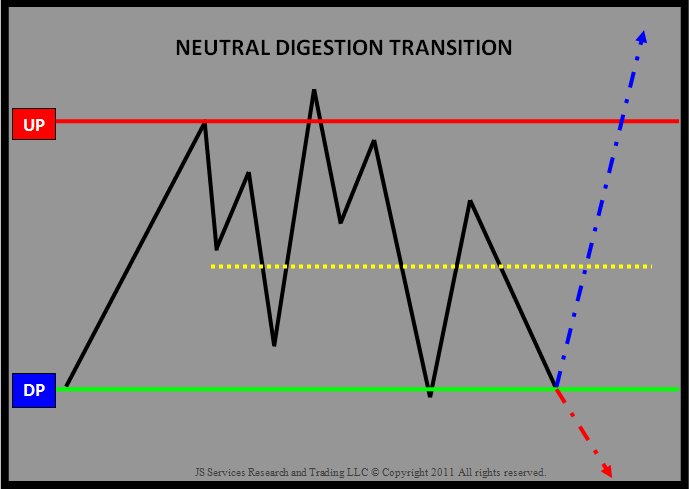 NEUTRAL DIGESTION TRANSITION
UP
DP
JS Services Research and Trading LLC © Copyright 2011 All rights reserved.